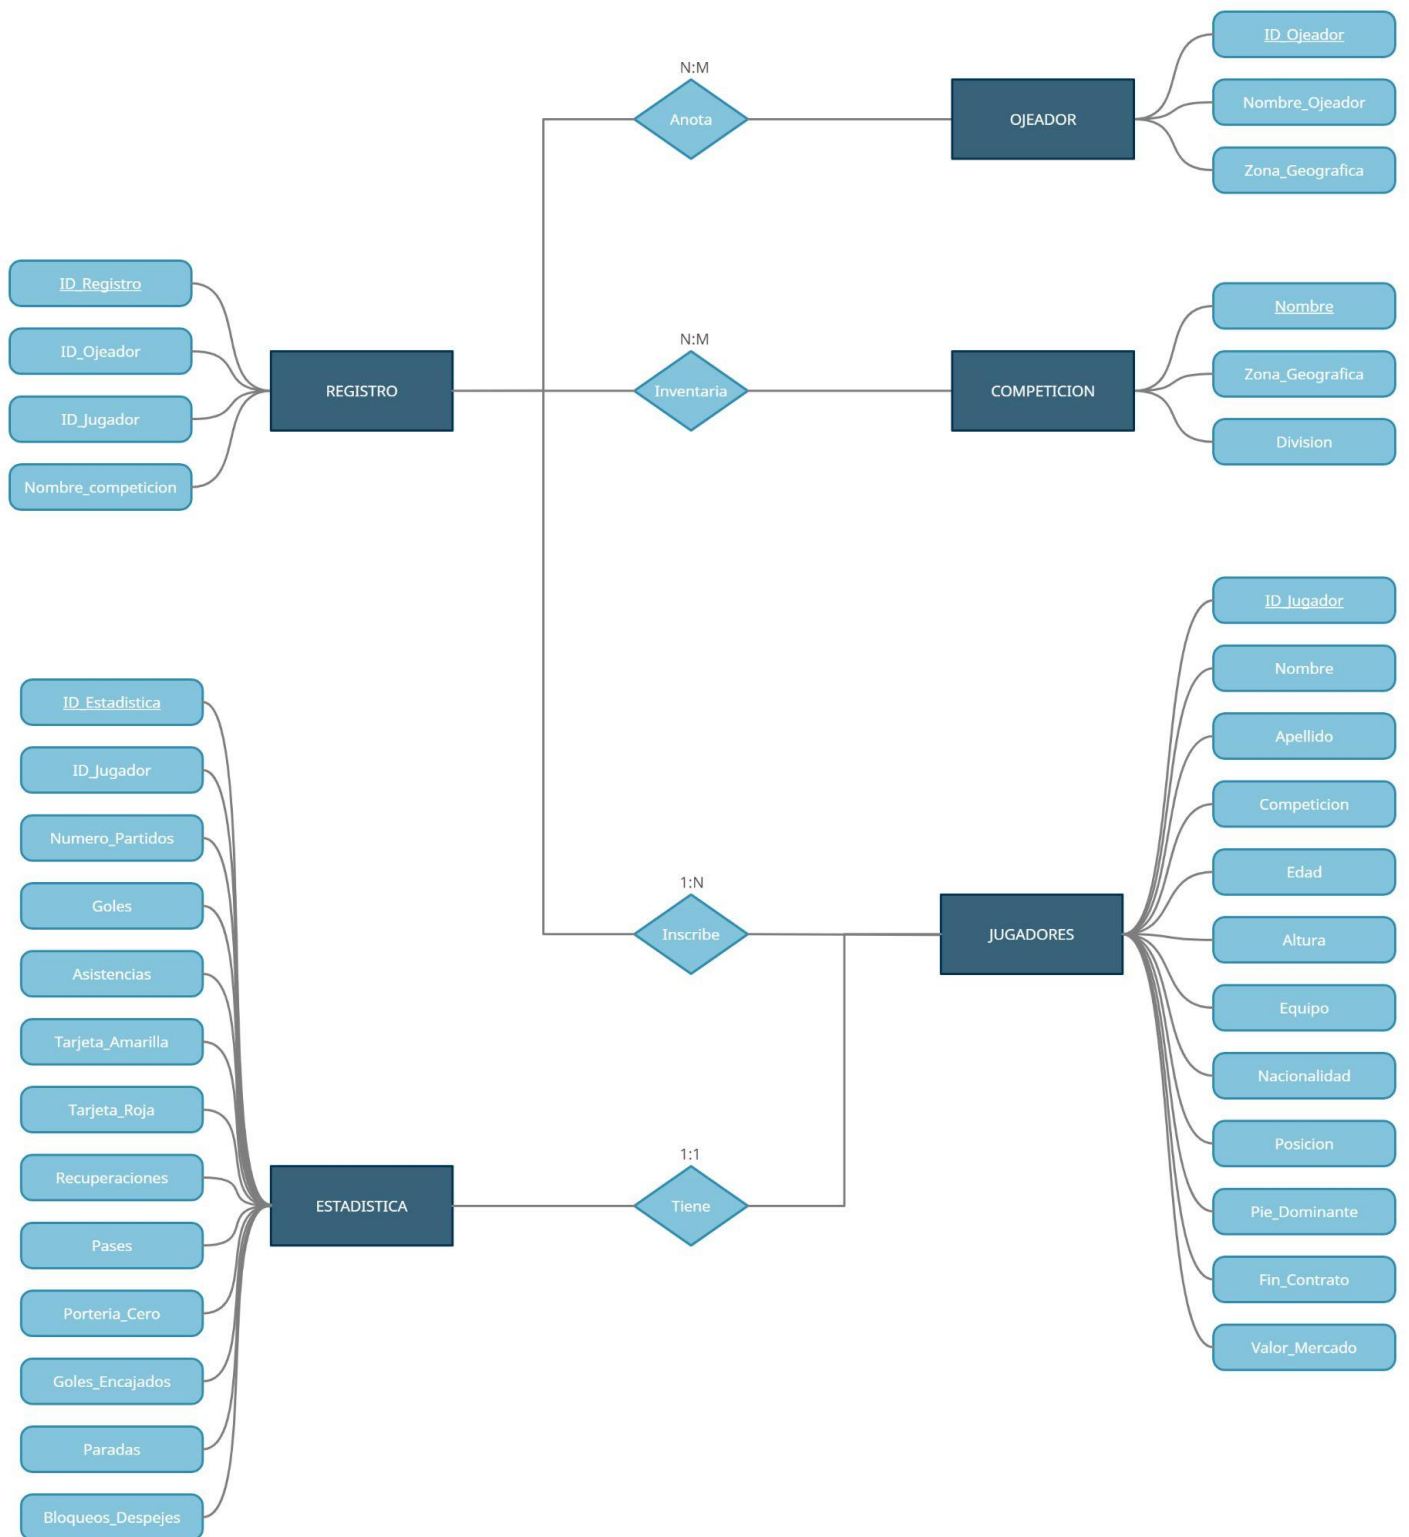 N:M
Anota
OJEADOR
ID_Ojeador
Nombre_Ojeador
Zona_Geografica
ID_Registro
ID_Ojeador
ID_Jugador
Nombre_competicion
REGISTRO
N:M
Inventaria
COMPETICION
Nombre
Zona_Geografica
Division
1:N
Inscribe
JUGADORES
ID_Jugador
Nombre
Apellido
Competicion
Edad
Altura
Equipo
Nacionalidad
Posicion
Pie_Dominante
Fin_Contrato
Valor_Mercado
ID_Estadistica
ID_Jugador
Numero_Partidos
Goles
Asistencias
Tarjeta_Amarilla
Tarjeta_Roja
Recuperaciones
Pases
Porteria_Cero
Goles_Encajados
Paradas
Bloqueos_Despejes
ESTADISTICA
1:1
Tiene